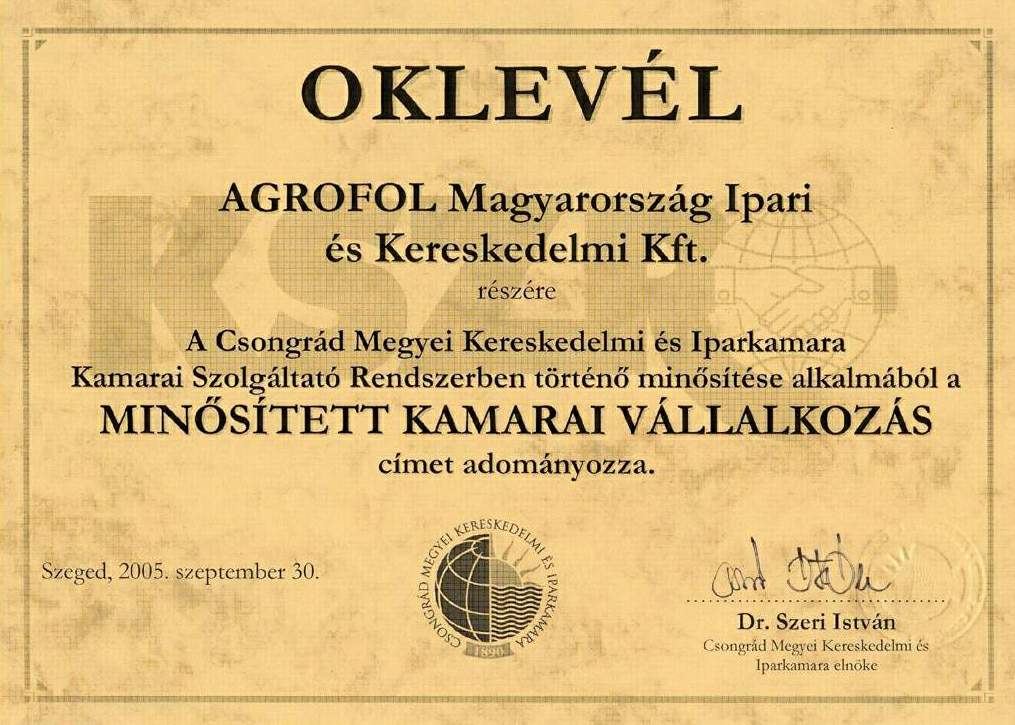 OKLEVÉL
AGROFOL Magyarország Ipari
és Kereskedelmi Kft.
részére
A Csongrád Megyei Kereskedelmi és Iparkamara
Kamarai Szolgáltató Rendszerben történő minősítése alkalmából a
MINŐSÍTETT KAMARAI VÁLLALKOZÁS
címet adományozza.
Szeged, 2005. szeptember 30.
CSONGRÁD MEGYEI KERESKEDELMI ÉS IPARKAMARA
1890
Dr. Szeri István
Csongrád Megyei Kereskedelmi és
Iparkamara elnöke